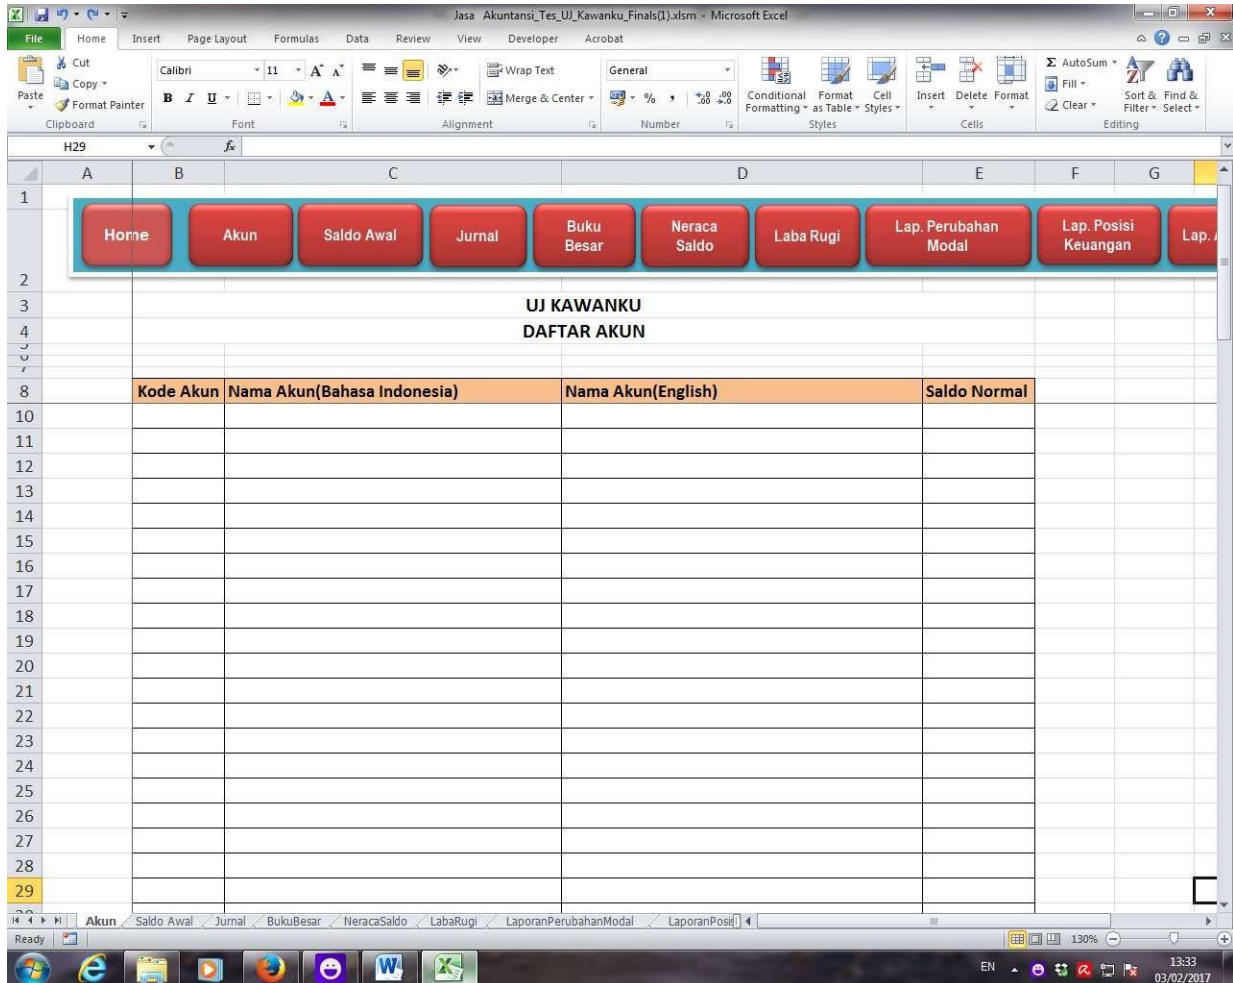 Jasa Akuntansi_Tes_UJ_Kawanku_Finals(1).xlsm - Microsoft Excel
File Home Insert Page Layout Formulas Data Review View Developer Acrobat
Paste
Cut
Copy
Format Painter
Clipboard
Calibri 11
B I U
Font
Wrap Text
Merge & Center
Alignment
General
% ,
Number
Conditional Formatting
Format as Table
Cell Styles
Styles
Insert Delete Format
Cells
Σ AutoSum
Fill
Clear
Sort & Filter
Find & Select
Editing
H29 fx
A B C D E F G
1
Home Akun Saldo Awal Jurnal Buku Besar Neraca Saldo Laba Rugi Lap. Perubahan Modal Lap. Posisi Keuangan Lap.
2
3 UJ KAWANKU
4 DAFTAR AKUN
7
8 Kode Akun Nama Akun(Bahasa Indonesia) Nama Akun(English) Saldo Normal
10
11
12
13
14
15
16
17
18
19
20
21
22
23
24
25
26
27
28
29
Akun Saldo Awal Jurnal BukuBesar NeracaSaldo LabaRugi LaporanPerubahanModal LaporanPosisi
Ready 130%
EN 13:33
03/02/2017